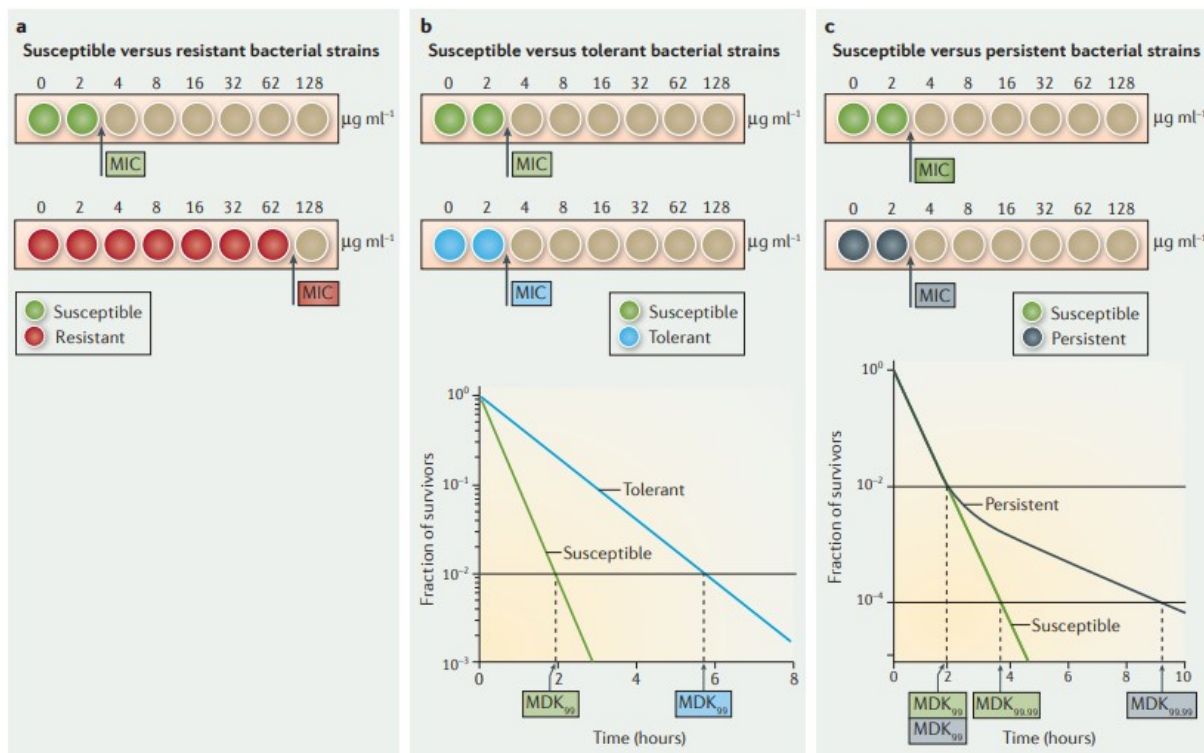 a
Susceptible versus resistant bacterial strains
0 2 4 8 16 32 62 128
µg ml⁻¹
MIC
0 2 4 8 16 32 62 128
µg ml⁻¹
MIC
Susceptible
Resistant
b
Susceptible versus tolerant bacterial strains
0 2 4 8 16 32 62 128
µg ml⁻¹
MIC
0 2 4 8 16 32 62 128
µg ml⁻¹
MIC
Susceptible
Tolerant
Fraction of survivors
10⁰
10⁻¹
10⁻²
10⁻³
Tolerant
Susceptible
0 2 4 6 8
MDK₉₉
MDK₉₉
Time (hours)
c
Susceptible versus persistent bacterial strains
0 2 4 8 16 32 62 128
µg ml⁻¹
MIC
0 2 4 8 16 32 62 128
µg ml⁻¹
MIC
Susceptible
Persistent
Fraction of survivors
10⁰
10⁻²
10⁻⁴
Persistent
Susceptible
0 2 4 6 8 10
MDK₉₉
MDK₉₉
MDK₉₉.₉₉
MDK₉₉.₉₉
Time (hours)